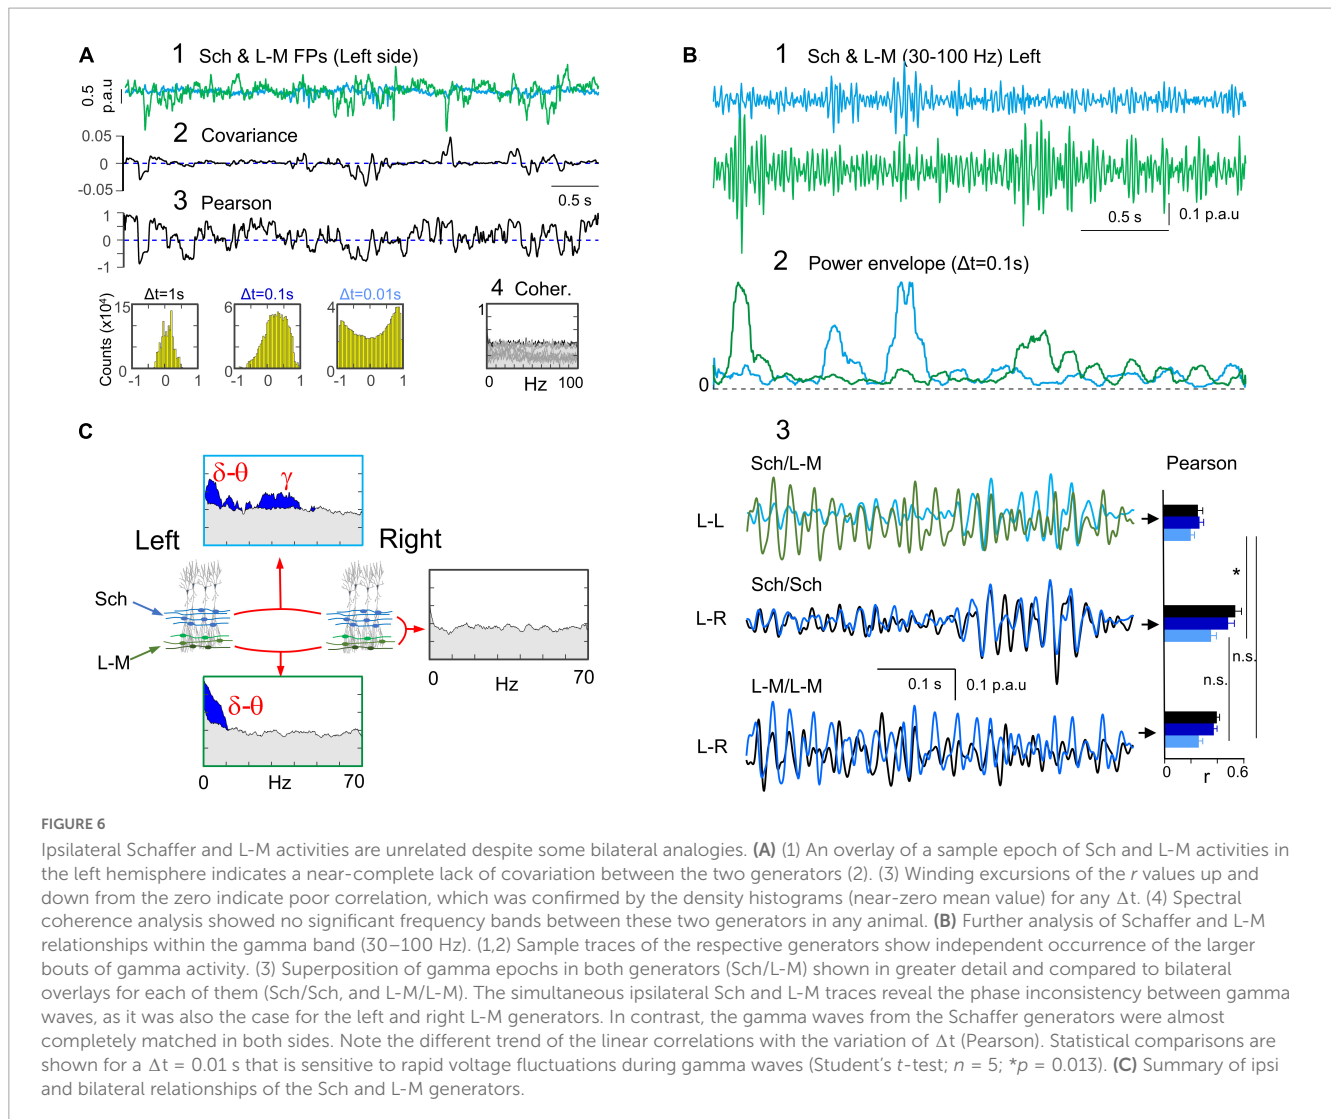 A
1 Sch & L-M FPs (Left side)
0.5
p.a.u
2 Covariance
0.05
0
-0.05
0.5 s
3 Pearson
1
0
-1
Counts (x10⁴)
Δt=1s
15
0
-1 0 1
Δt=0.1s
6
0
-1 0 1
Δt=0.01s
4
0
-1 0 1
4 Coher.
1
0 100
Hz
B
1 Sch & L-M (30-100 Hz) Left
0.5 s
0.1 p.a.u
2 Power envelope (Δt=0.1s)
0
3
Sch/L-M
Pearson
L-L
Sch/Sch
*
L-R
n.s.
n.s.
0.1 s
0.1 p.a.u
L-M/L-M
L-R
0 0.6
r
C
δ-θ
γ
Left
Right
Sch
L-M
0 70
Hz
δ-θ
0 70
Hz
FIGURE 6
Ipsilateral Schaffer and L-M activities are unrelated despite some bilateral analogies. (A) (1) An overlay of a sample epoch of Sch and L-M activities in
the left hemisphere indicates a near-complete lack of covariation between the two generators (2). (3) Winding excursions of the r values up and
down from the zero indicate poor correlation, which was confirmed by the density histograms (near-zero mean value) for any Δt. (4) Spectral
coherence analysis showed no significant frequency bands between these two generators in any animal. (B) Further analysis of Schaffer and L-M
relationships within the gamma band (30–100 Hz). (1,2) Sample traces of the respective generators show independent occurrence of the larger
bouts of gamma activity. (3) Superposition of gamma epochs in both generators (Sch/L-M) shown in greater detail and compared to bilateral
overlays for each of them (Sch/Sch, and L-M/L-M). The simultaneous ipsilateral Sch and L-M traces reveal the phase inconsistency between gamma
waves, as it was also the case for the left and right L-M generators. In contrast, the gamma waves from the Schaffer generators were almost
completely matched in both sides. Note the different trend of the linear correlations with the variation of Δt (Pearson). Statistical comparisons are
shown for a Δt = 0.01 s that is sensitive to rapid voltage fluctuations during gamma waves (Student's t-test; n = 5; *p = 0.013). (C) Summary of ipsi
and bilateral relationships of the Sch and L-M generators.